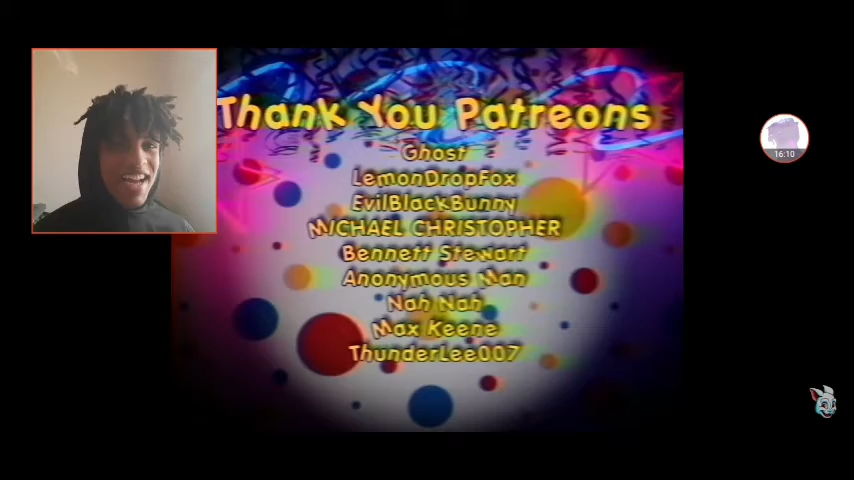 Thank You Patreons
Ghost
LemonDropFox
EvilBlackBunny
MICHAEL CHRISTOPHER
Bennett Stewart
Anonymous Man
Nah Nah
Max Keene
ThunderLee007
16:10